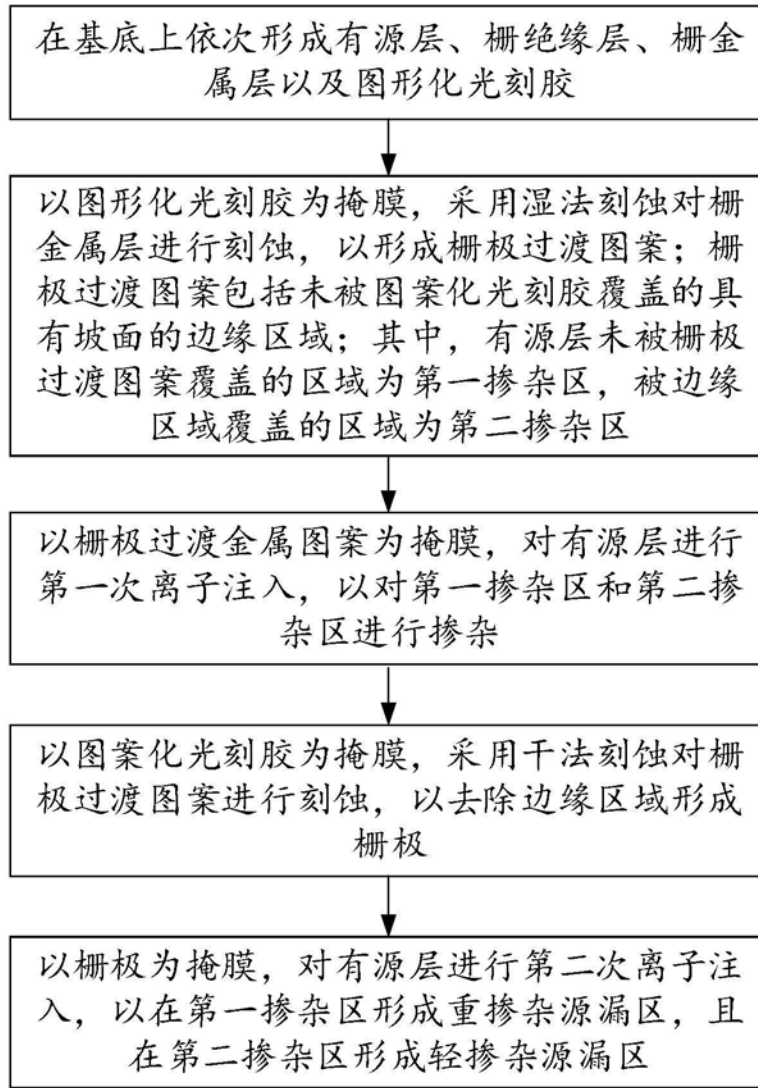 在基底上依次形成有源层、栅绝缘层、栅金
属层以及图形化光刻胶
以图形化光刻胶为掩膜，采用湿法刻蚀对栅
金属层进行刻蚀，以形成栅极过渡图案；栅
极过渡图案包括未被图案化光刻胶覆盖的具
有坡面的边缘区域；其中，有源层未被栅极
过渡图案覆盖的区域为第一掺杂区，被边缘
区域覆盖的区域为第二掺杂区
以栅极过渡金属图案为掩膜，对有源层进行
第一次离子注入，以对第一掺杂区和第二掺
杂区进行掺杂
以图案化光刻胶为掩膜，采用干法刻蚀对栅
极过渡图案进行刻蚀，以去除边缘区域形成
栅极
以栅极为掩膜，对有源层进行第二次离子注
入，以在第一掺杂区形成重掺杂源漏区，且
在第二掺杂区形成轻掺杂源漏区